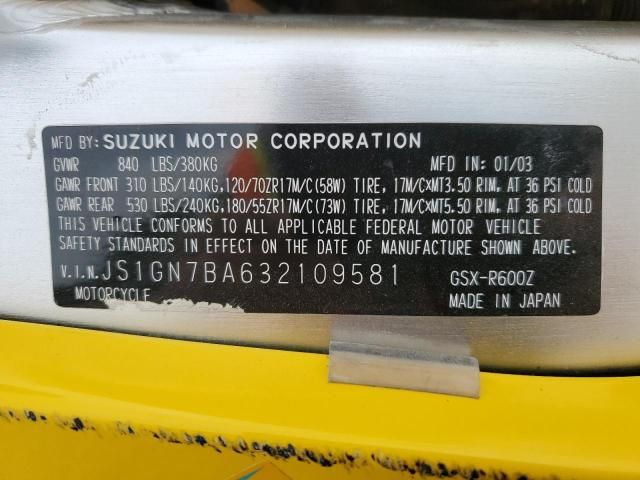 MFD BY: SUZUKI MOTOR CORPORATION
GVWR 840 LBS/380KG MFD IN 01/03
GAWR FRONT 310 LBS/140KG,120/70ZR17M/C(58W) TIRE, 17M/C×MT3.50 RIM, AT 36 PSI COLD
GAWR REAR 530 LBS/240KG,180/55ZR17M/C(73W) TIRE, 17M/C×MT5.50 RIM, AT 36 PSI COLD
THIS VEHICLE CONFORMS TO ALL APPLICABLE FEDERAL MOTOR VEHICLE
SAFETY STANDARDS IN EFFECT ON THE DATE OF MANUFACTURE SHOWN ABOVE.
V.I.N. JS1GN7BA632109581 GSX-R600Z
MOTORCYCLE MADE IN JAPAN